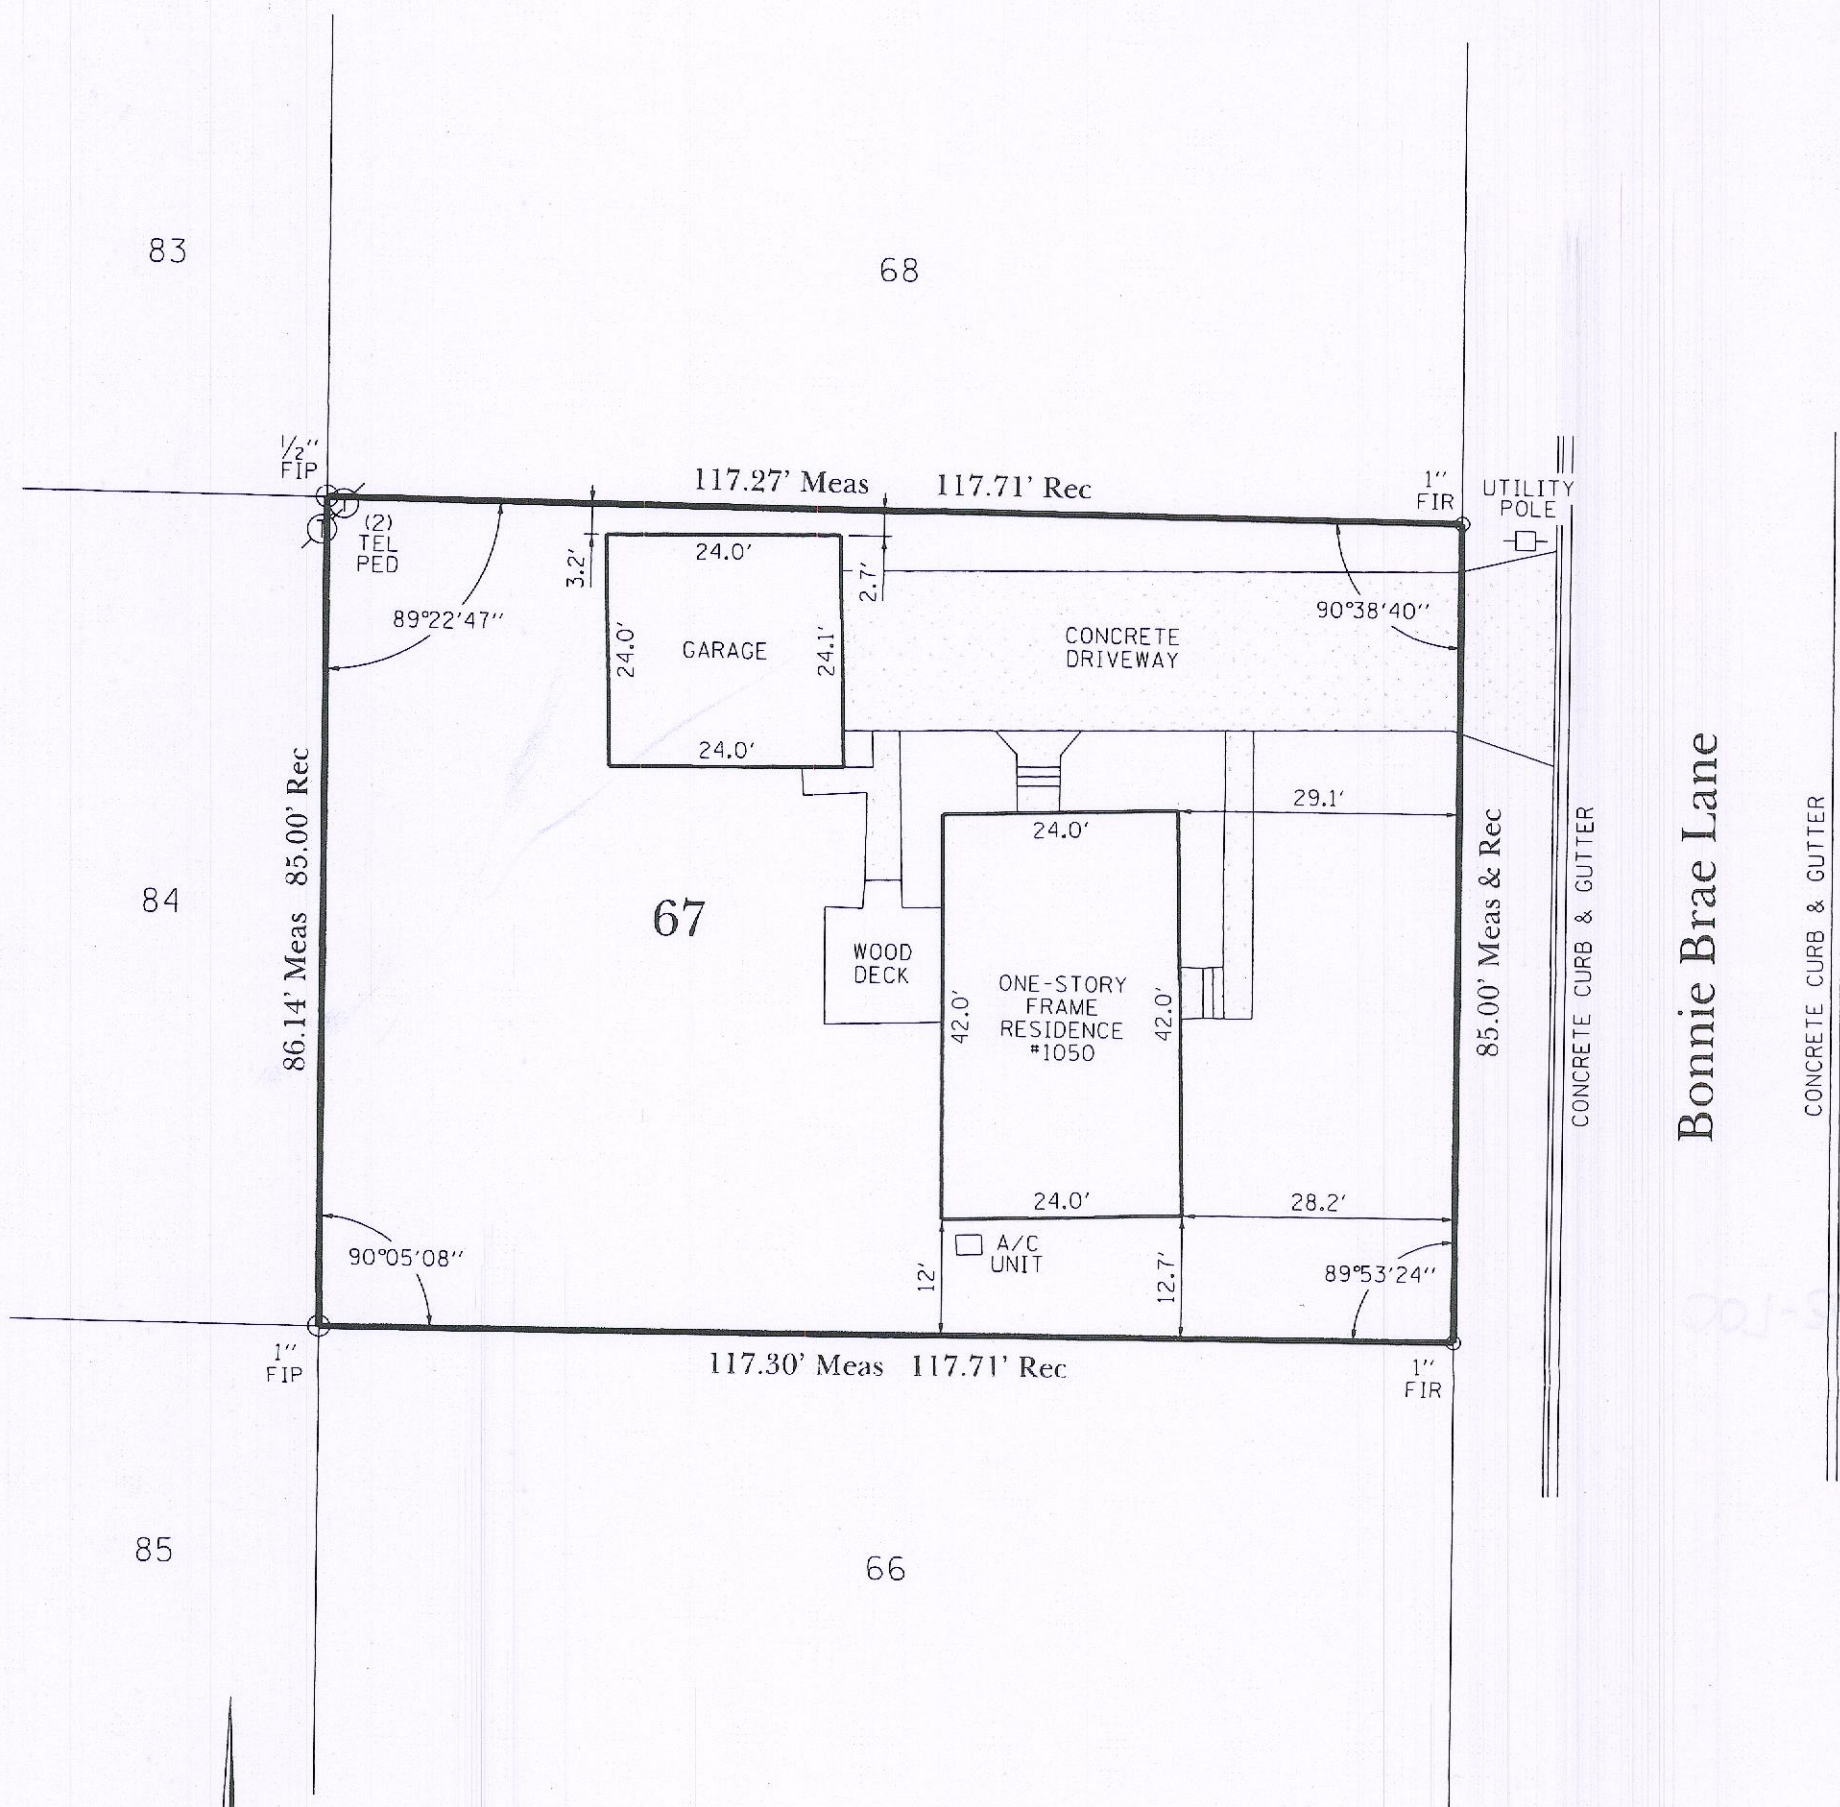 83
68
1/2"
FIP
117.27' Meas 117.71' Rec
1"
FIR
UTILITY
POLE
(2)
TEL
PED
T
T
3.2'
24.0'
2.7'
89°22'47"
90°38'40"
24.0'
GARAGE
24.1'
CONCRETE
DRIVEWAY
24.0'
29.1'
24.0'
86.14' Meas 85.00' Rec
84
67
WOOD
DECK
42.0'
ONE-STORY
FRAME
RESIDENCE
#1050
42.0'
85.00' Meas & Rec
CONCRETE CURB & GUTTER
Bonnie Brae Lane
CONCRETE CURB & GUTTER
24.0'
28.2'
A/C
UNIT
90°05'08"
12'
12.7'
89°53'24"
1"
FIP
117.30' Meas 117.71' Rec
1"
FIR
85
66